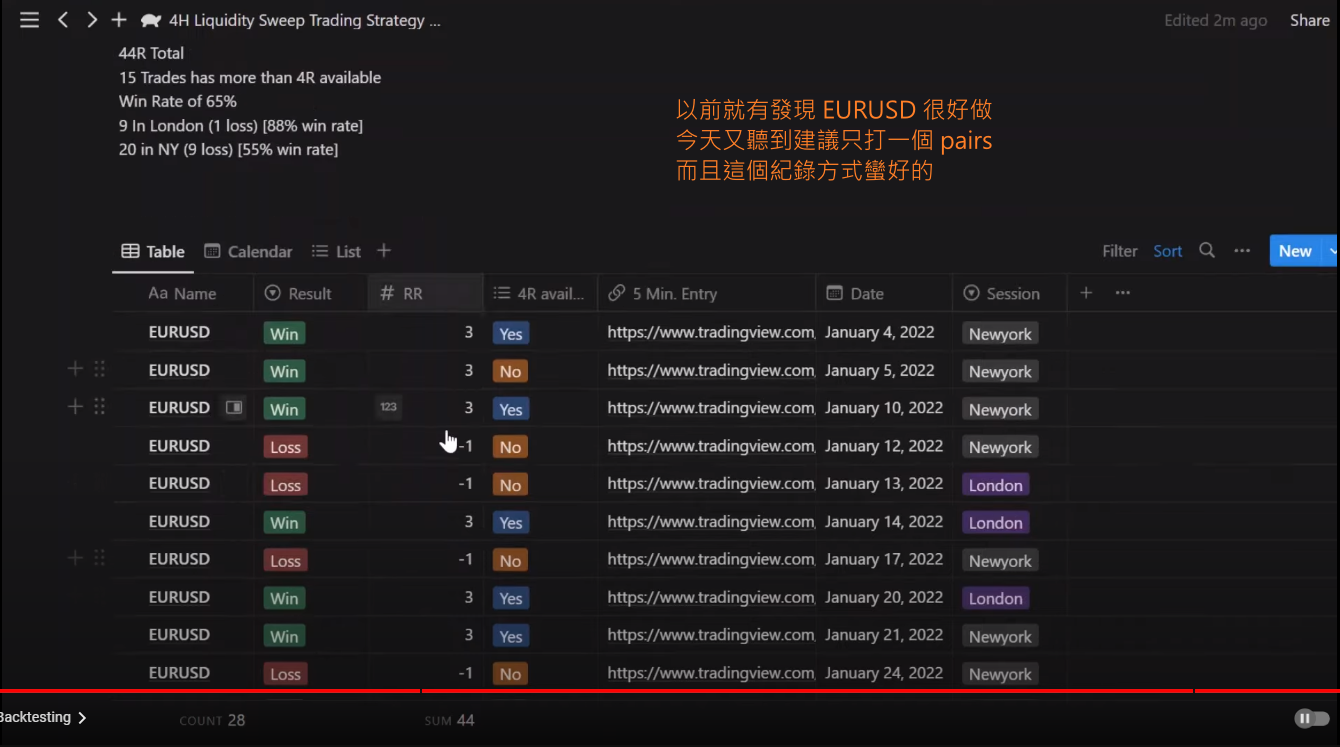 4H Liquidity Sweep Trading Strategy ...
Edited 2m ago
Share
44R Total
15 Trades has more than 4R available
Win Rate of 65%
9 In London (1 loss) [88% win rate]
20 in NY (9 loss) [55% win rate]
以前就有發現 EURUSD 很好做
今天又聽到建議只打一個 pairs
而且這個紀錄方式蠻好的
Table Calendar List
Filter Sort New
Aa Name Result # RR 4R avail... 5 Min. Entry Date Session
EURUSD Win 3 Yes https://www.tradingview.com, January 4, 2022 Newyork
EURUSD Win 3 No https://www.tradingview.com, January 5, 2022 Newyork
EURUSD Win 123 3 Yes https://www.tradingview.com, January 10, 2022 Newyork
EURUSD Loss -1 No https://www.tradingview.com, January 12, 2022 Newyork
EURUSD Loss -1 No https://www.tradingview.com, January 13, 2022 London
EURUSD Win 3 Yes https://www.tradingview.com, January 14, 2022 London
EURUSD Loss -1 No https://www.tradingview.com, January 17, 2022 Newyork
EURUSD Win 3 Yes https://www.tradingview.com, January 20, 2022 London
EURUSD Win 3 Yes https://www.tradingview.com, January 21, 2022 Newyork
EURUSD Loss -1 No https://www.tradingview.com, January 24, 2022 Newyork
Backtesting
COUNT 28 SUM 44